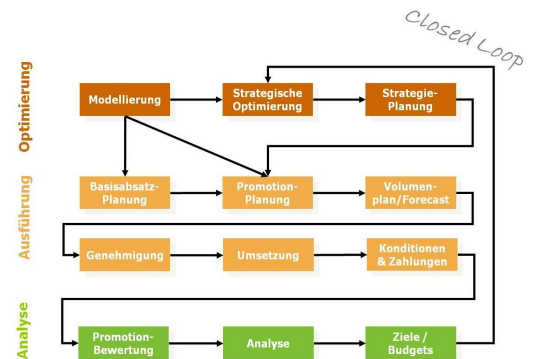 Closed Loop
Optimierung
Modellierung
Strategische
Optimierung
Strategie-
Planung
Ausführung
Basisabsatz-
Planung
Promotion-
Planung
Volumen-
plan/Forecast
Genehmigung
Umsetzung
Konditionen
& Zahlungen
Analyse
Promotion-
Bewertung
Analyse
Ziele /
Budgets